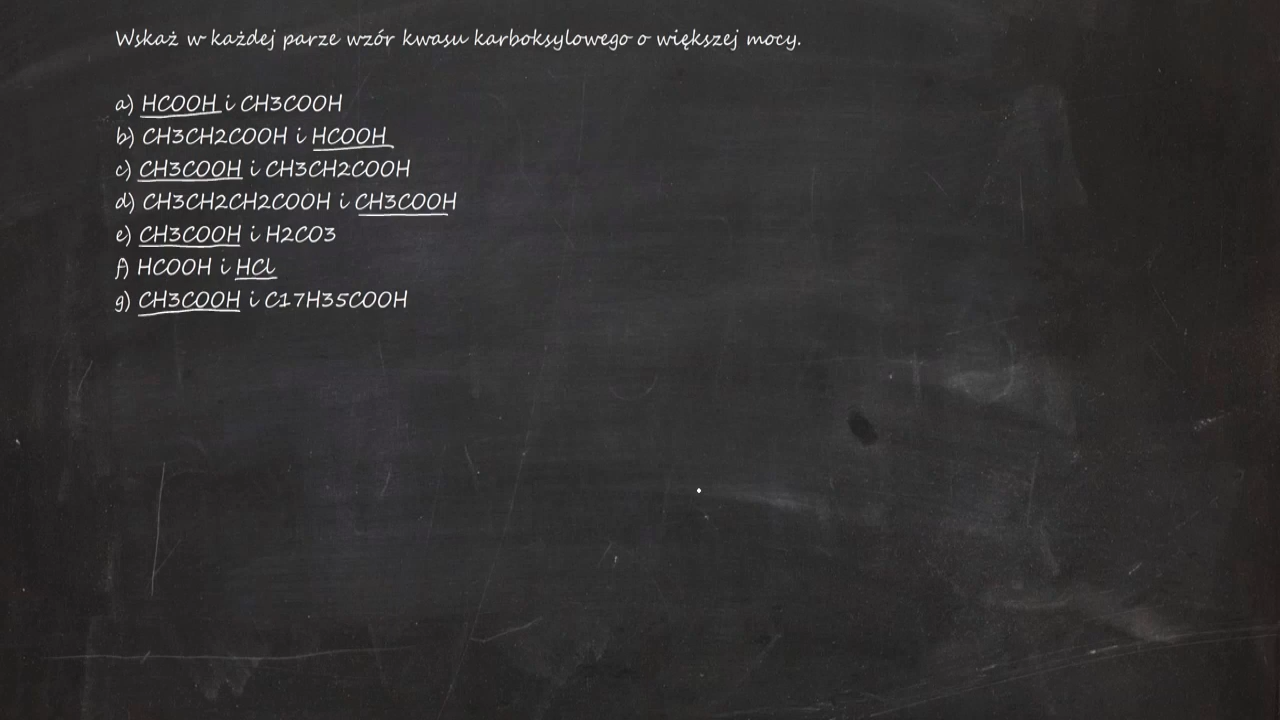 Wskaż w każdej parze wzór kwasu karboksylowego o większej mocy.
a) HCOOH i CH3COOH
b) CH3CH2COOH i HCOOH
c) CH3COOH i CH3CH2COOH
d) CH3CH2CH2COOH i CH3COOH
e) CH3COOH i H2CO3
f) HCOOH i HCl
g) CH3COOH i C17H35COOH